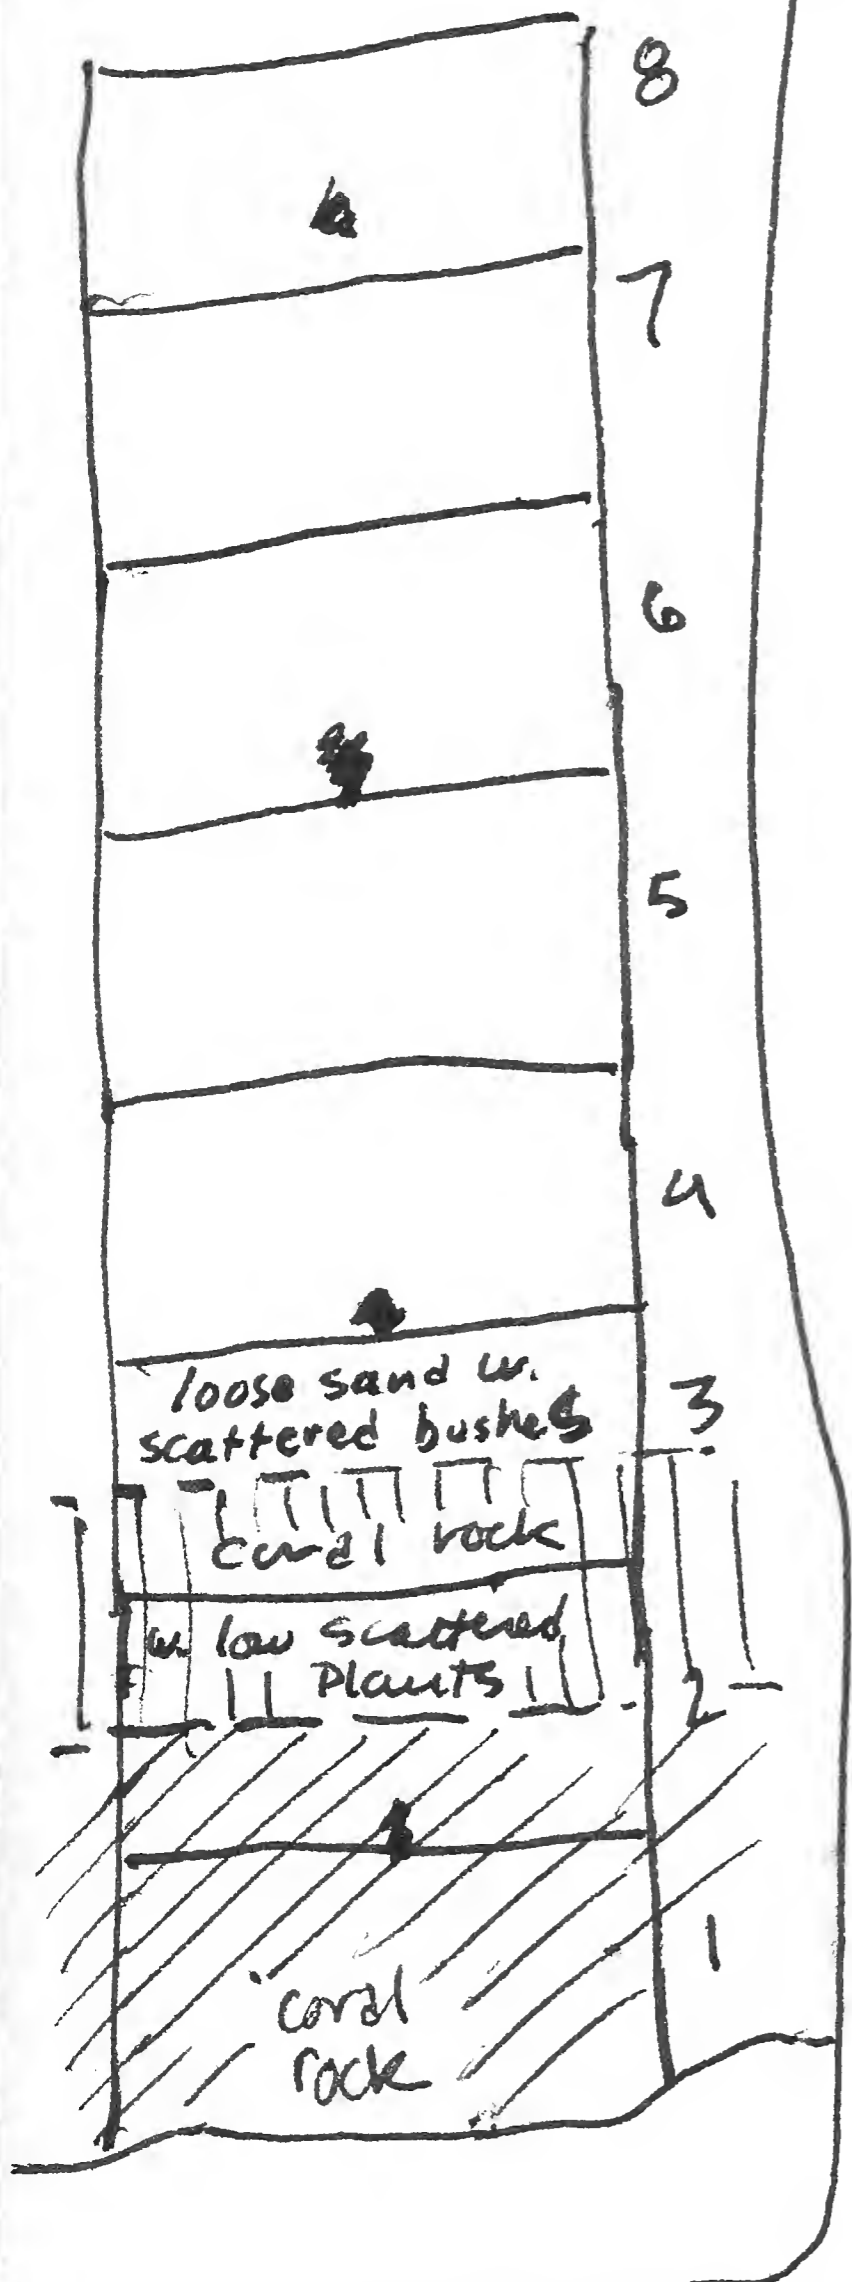 8
7
6
5
4
loose sand w.
scattered bushes
3
coral rock
w. low scattered
Plants
2
1
coral
rock